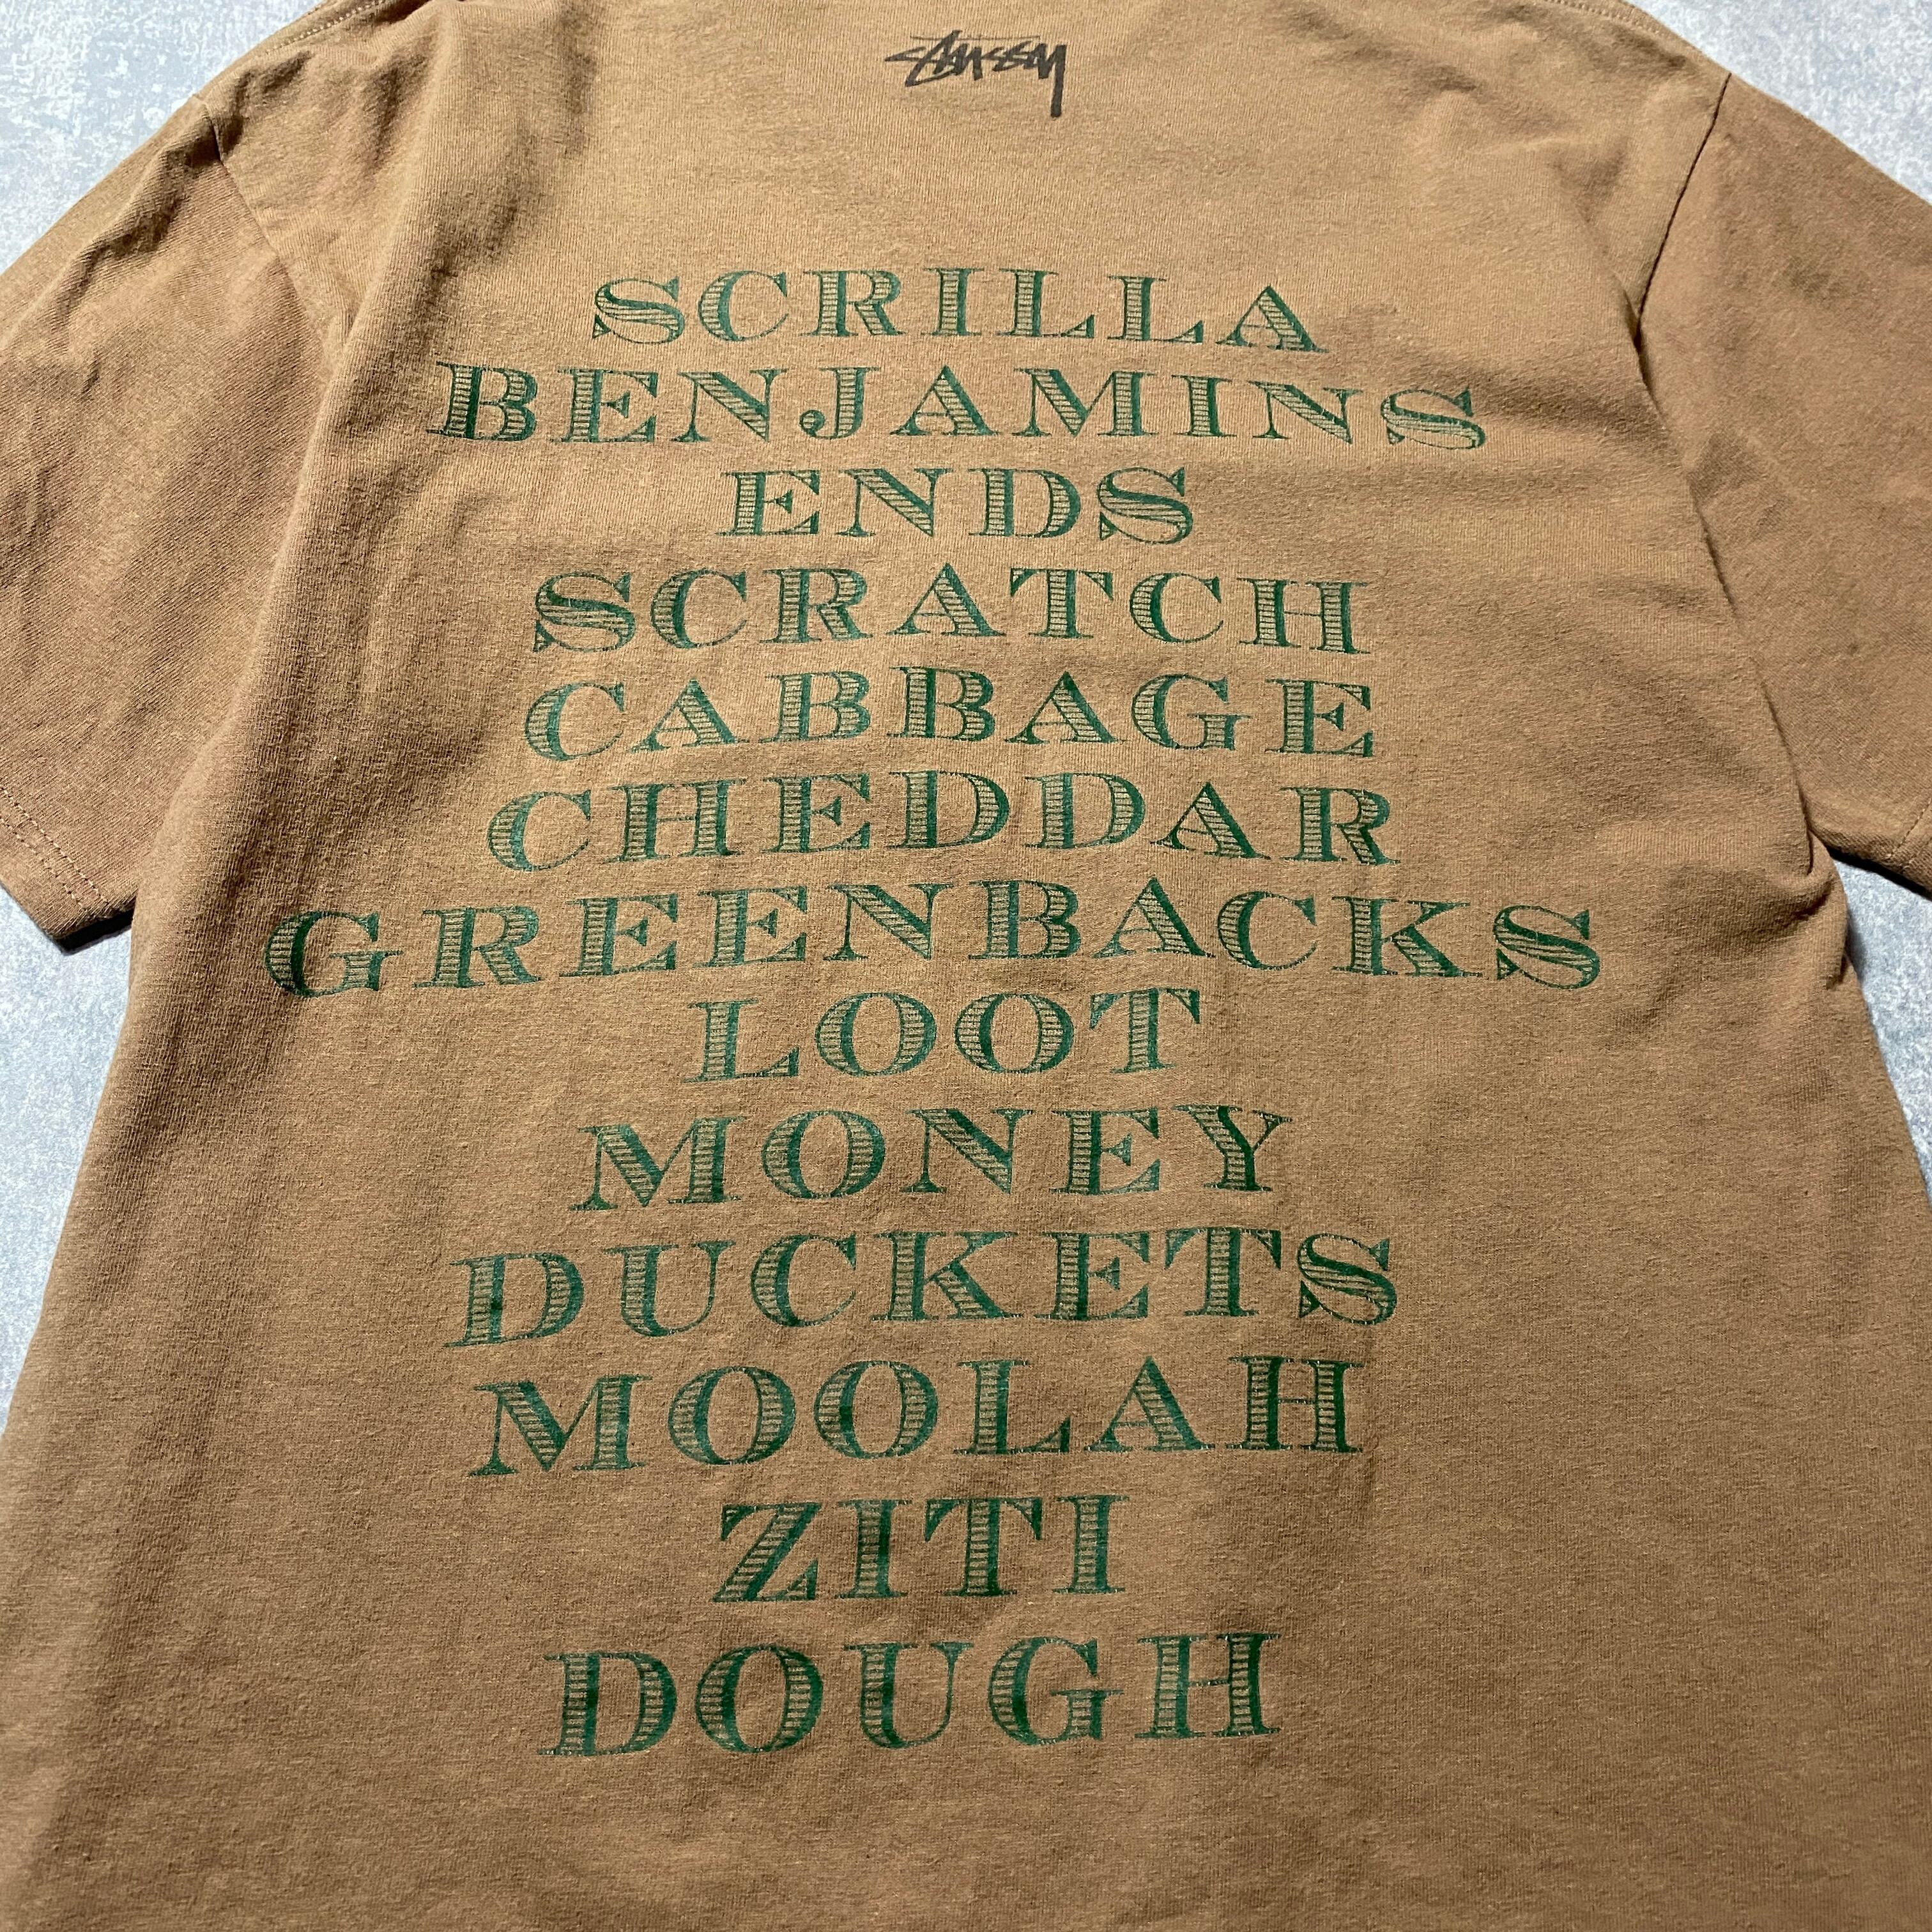 STUSSY
SCRILLA
BENJAMINS
ENDS
SCRATCH
CABBAGE
CHEDDAR
GREENBACKS
LOOT
MONEY
DUCKETS
MOOLAH
ZITI
DOUGH